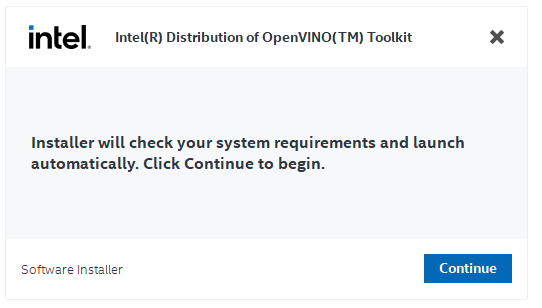 intel.
Intel(R) Distribution of OpenVINO(TM) Toolkit
Installer will check your system requirements and launch
automatically. Click Continue to begin.
Software Installer
Continue